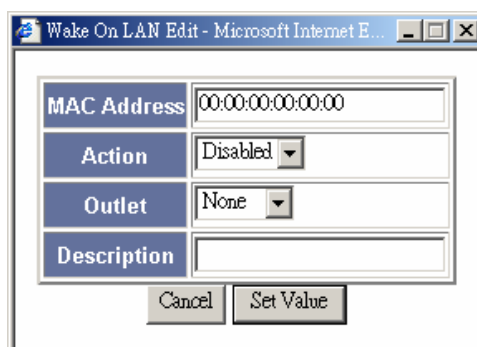 Wake On LAN Edit - Microsoft Internet E...
MAC Address 00:00:00:00:00:00
Action Disabled
Outlet None
Description
Cancel Set Value